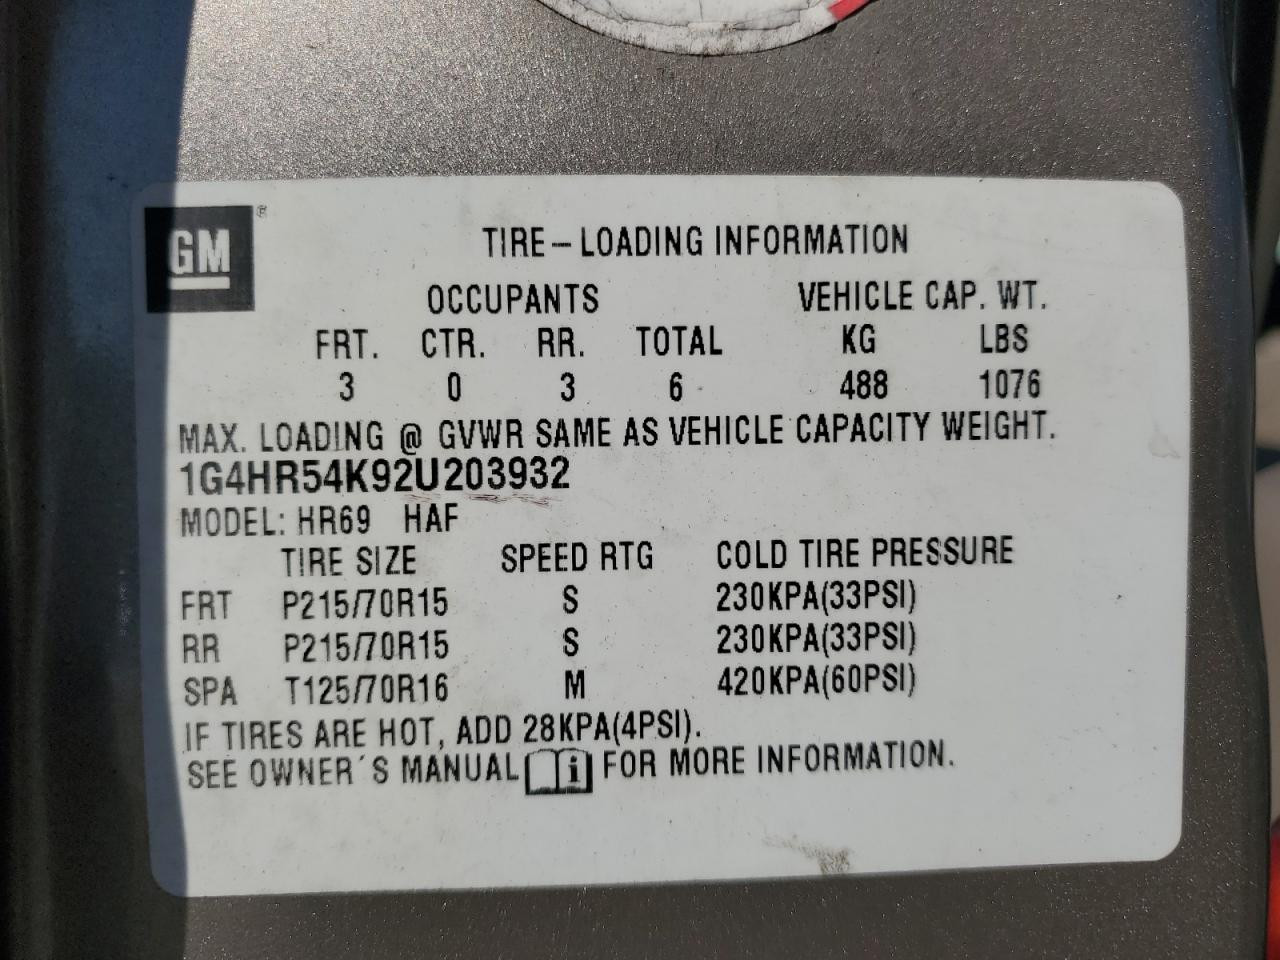 GM®
TIRE–LOADING INFORMATION
OCCUPANTS VEHICLE CAP. WT.
FRT. CTR. RR. TOTAL KG LBS
3 0 3 6 488 1076
MAX. LOADING @ GVWR SAME AS VEHICLE CAPACITY WEIGHT.
1G4HR54K92U203932
MODEL: HR69 HAF
TIRE SIZE SPEED RTG COLD TIRE PRESSURE
FRT P215/70R15 S 230KPA(33PSI)
RR P215/70R15 S 230KPA(33PSI)
SPA T125/70R16 M 420KPA(60PSI)
IF TIRES ARE HOT, ADD 28KPA(4PSI).
SEE OWNER´S MANUAL i FOR MORE INFORMATION.